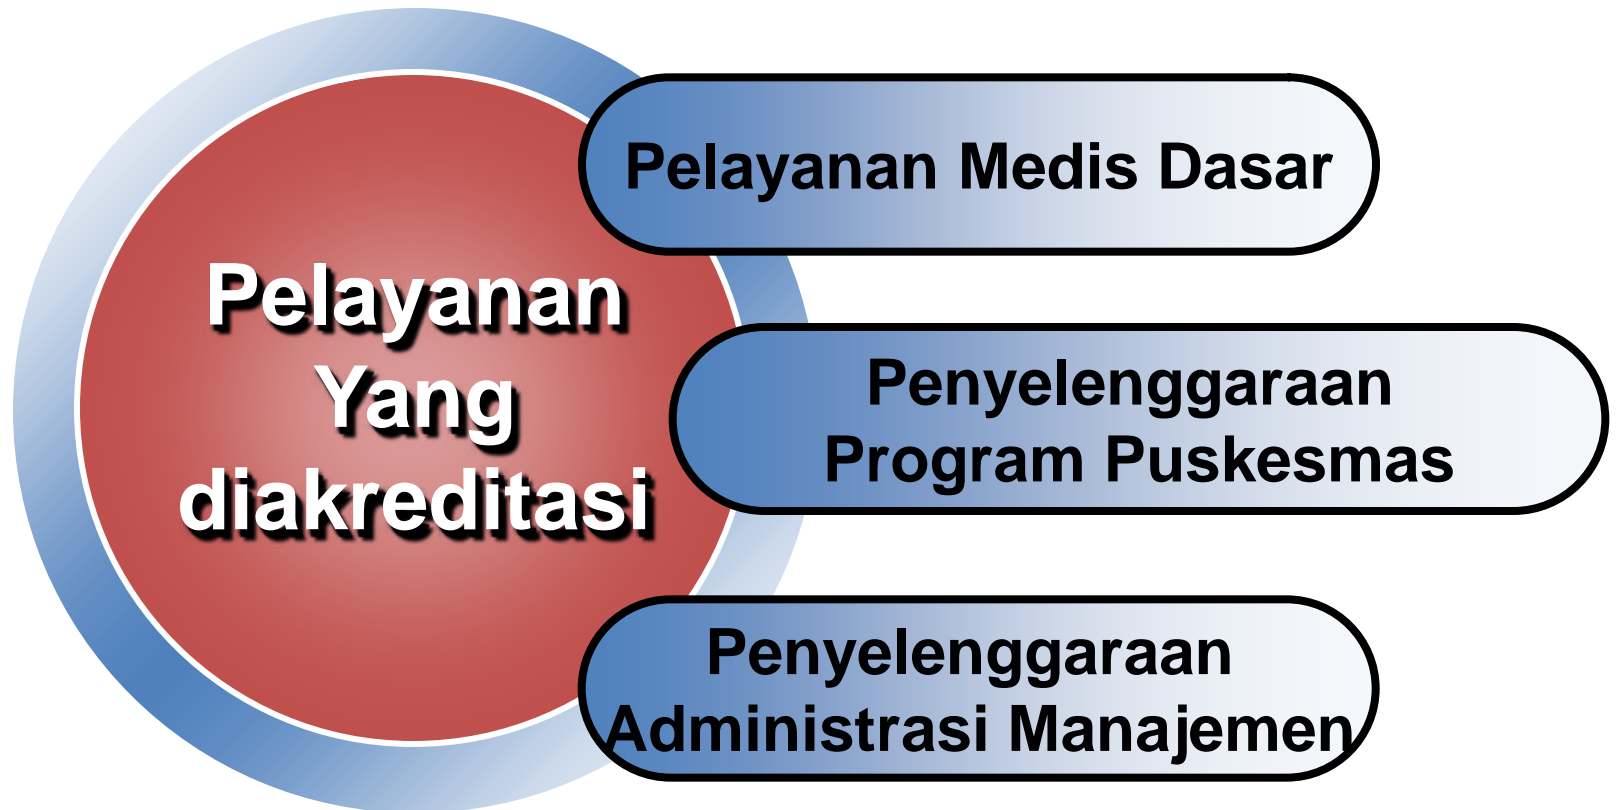 Pelayanan
Yang
diakreditasi
Pelayanan Medis Dasar
Penyelenggaraan
Program Puskesmas
Penyelenggaraan
Administrasi Manajemen